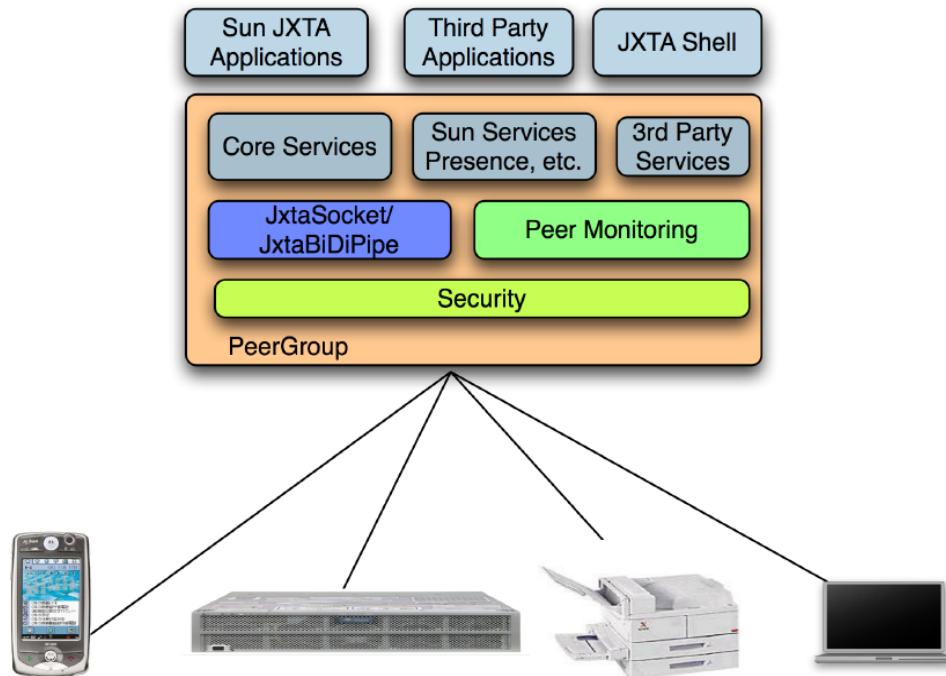 Sun JXTA
Applications
Third Party
Applications
JXTA Shell
Core Services
Sun Services
Presence, etc.
3rd Party
Services
JxtaSocket/
JxtaBiDiPipe
Peer Monitoring
Security
PeerGroup